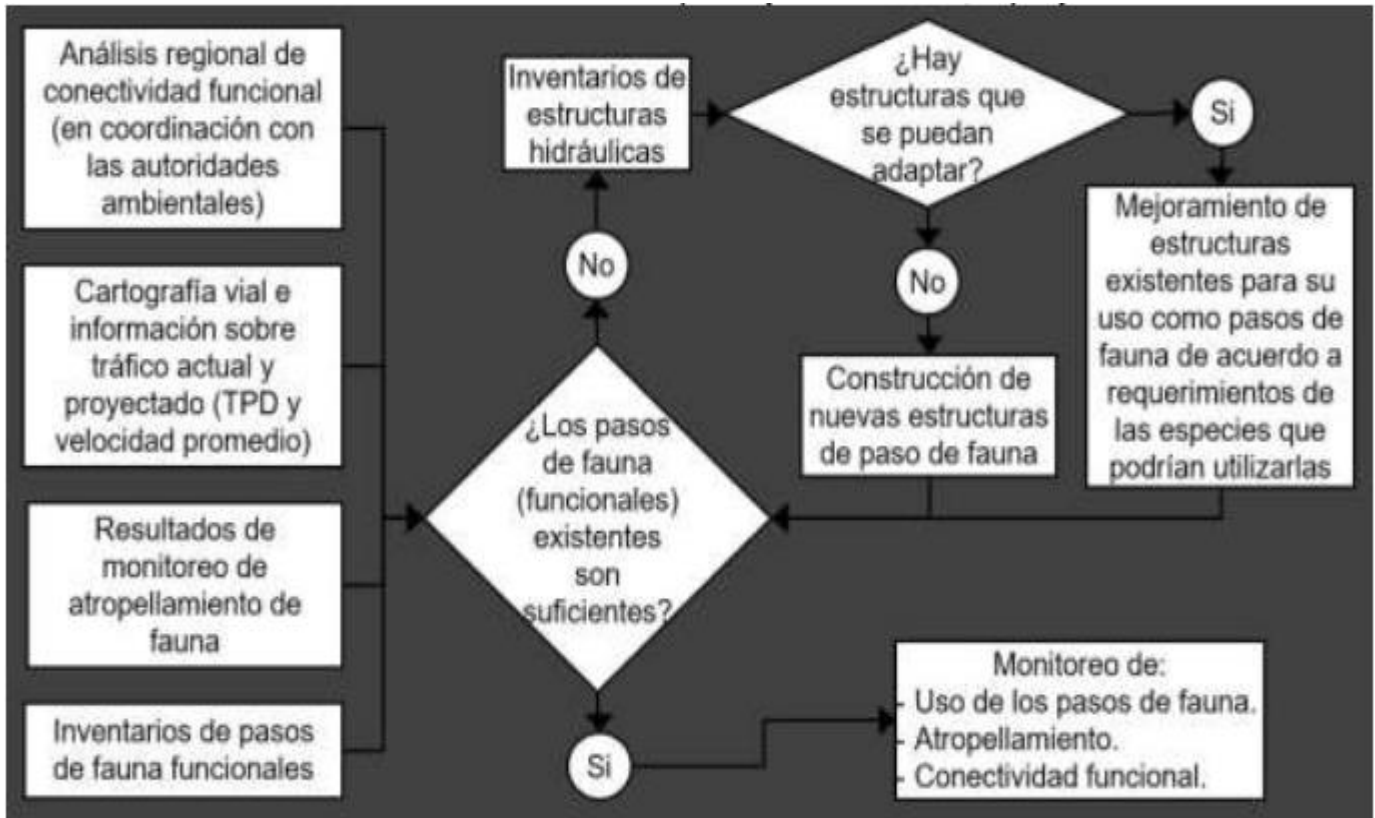 Análisis regional de
conectividad funcional
(en coordinación con
las autoridades
ambientales)
Cartografía vial e
información sobre
tráfico actual y
proyectado (TPD y
velocidad promedio)
Resultados de
monitoreo de
atropellamiento de
fauna
Inventarios de pasos
de fauna funcionales
¿Los pasos
de fauna
(funcionales)
existentes
son
suficientes?
No
Inventarios de
estructuras
hidráulicas
¿Hay
estructuras que
se puedan
adaptar?
Si
Mejoramiento de
estructuras
existentes para su
uso como pasos de
fauna de acuerdo a
requerimientos de
las especies que
podrían utilizarlas
No
Construcción de
nuevas estructuras
de paso de fauna
Si
Monitoreo de:
- Uso de los pasos de fauna.
- Atropellamiento.
- Conectividad funcional.